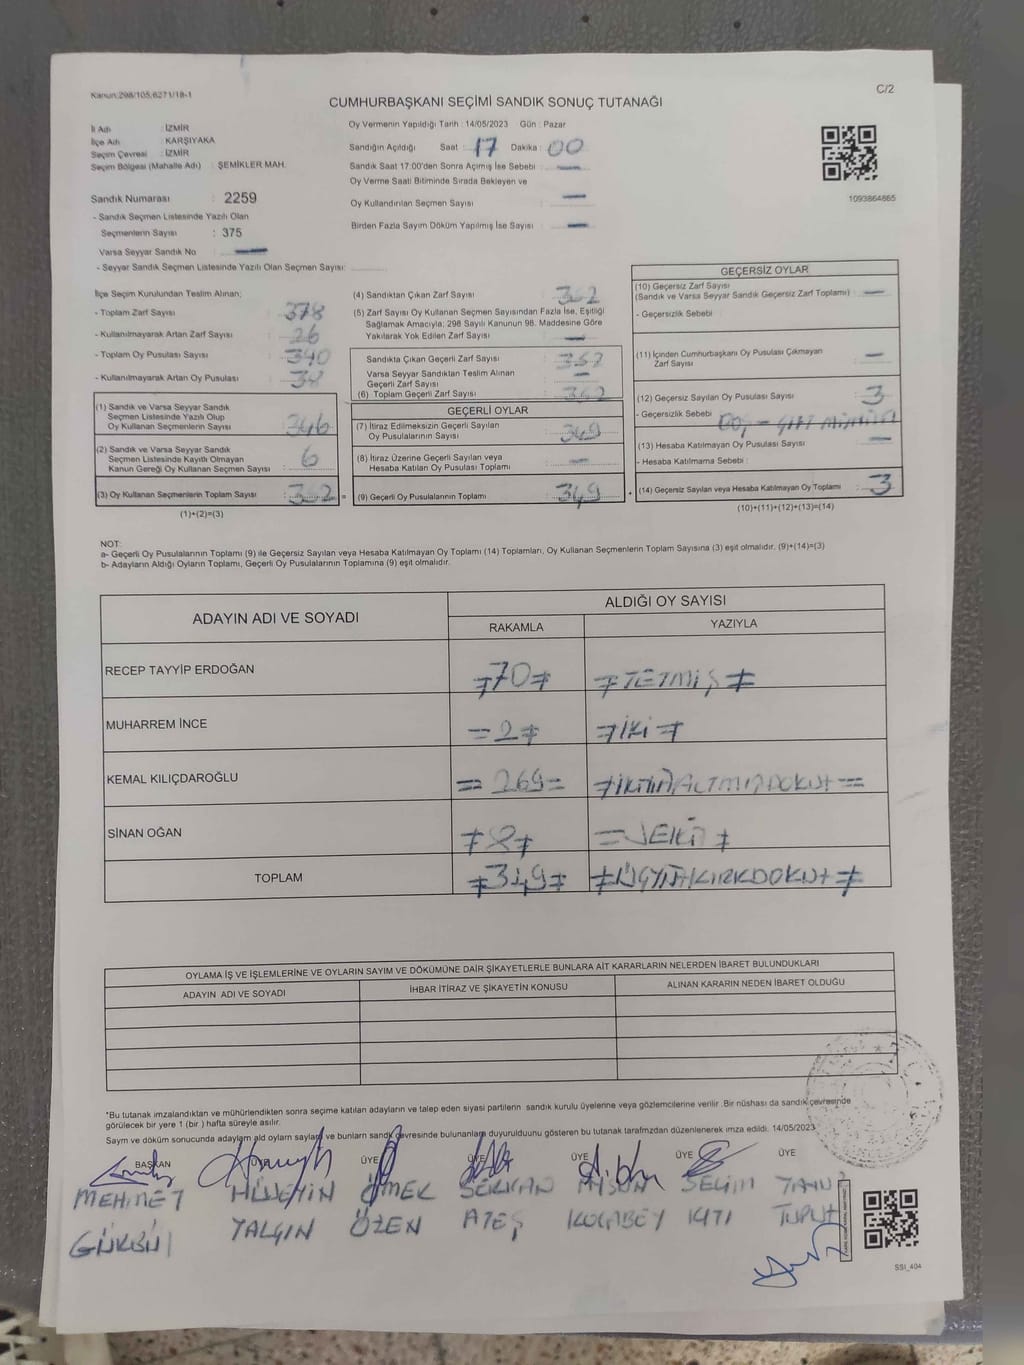 Kanun:298/105,6271/18-1
C/2
CUMHURBAŞKANI SEÇİMİ SANDIK SONUÇ TUTANAĞI
İl Adı : İZMİR
İlçe Adı : KARŞIYAKA
Seçim Çevresi : İZMİR
Seçim Bölgesi (Mahalle Adı) : ŞEMİKLER MAH.
Sandık Numarası : 2259
- Sandık Seçmen Listesinde Yazılı Olan
Seçmenlerin Sayısı : 375
Varsa Seyyar Sandık No
- Seyyar Sandık Seçmen Listesinde Yazılı Olan Seçmen Sayısı:
Oy Vermenin Yapıldığı Tarih : 14/05/2023 Gün : Pazar
Sandığın Açıldığı Saat : 17 Dakika : 00
Sandık Saat 17:00'den Sonra Açımış İse Sebebi :
Oy Verme Saati Bitiminde Sırada Bekleyen ve
Oy Kullandırılan Seçmen Sayısı :
Birden Fazla Sayım Döküm Yapılmış İse Sayısı :
1093864865
İlçe Seçim Kurulundan Teslim Alınan;
- Toplam Zarf Sayısı : 378
- Kullanılmayarak Artan Zarf Sayısı : 26
- Toplam Oy Pusulası Sayısı :
- Kullanılmayarak Artan Oy Pusulası :
(1) Sandık ve Varsa Seyyar Sandık
Seçmen Listesinde Yazılı Olup
Oy Kullanan Seçmenlerin Sayısı : 346
(2) Sandık ve Varsa Seyyar Sandık
Seçmen Listesinde Kayıtlı Olmayan
Kanun Gereği Oy Kullanan Seçmen Sayısı : 6
(3) Oy Kullanan Seçmenlerin Toplam Sayısı : 352 =
(1)+(2)=(3)
(4) Sandıktan Çıkan Zarf Sayısı : 352
(5) Zarf Sayısı Oy Kullanan Seçmen Sayısından Fazla İse, Eşitliği
Sağlamak Amacıyla; 298 Sayılı Kanunun 98. Maddesine Göre
Yakılarak Yok Edilen Zarf Sayısı :
Sandıkta Çıkan Geçerli Zarf Sayısı : 352
Varsa Seyyar Sandıktan Teslim Alınan
Geçerli Zarf Sayısı :
(6) Toplam Geçerli Zarf Sayısı : 352
GEÇERLİ OYLAR
(7) İtiraz Edilmeksizin Geçerli Sayılan
Oy Pusulalarının Sayısı : 349
(8) İtiraz Üzerine Geçerli Sayılan veya
Hesaba Katılan Oy Pusulası Toplamı :
(9) Geçerli Oy Pusulalarının Toplamı : 349 +
GEÇERSİZ OYLAR
(10) Geçersiz Zarf Sayısı
(Sandık ve Varsa Seyyar Sandık Geçersiz Zarf Toplamı) :
- Geçersizlik Sebebi :
(11) İçinden Cumhurbaşkanı Oy Pusulası Çıkmayan
Zarf Sayısı :
(12) Geçersiz Sayılan Oy Pusulası Sayısı : 3
- Geçersizlik Sebebi :
(13) Hesaba Katılmayan Oy Pusulası Sayısı :
- Hesaba Katılmama Sebebi :
(14) Geçersiz Sayılan veya Hesaba Katılmayan Oy Toplamı : 3
(10)+(11)+(12)+(13)=(14)
NOT:
a- Geçerli Oy Pusulalarının Toplamı (9) ile Geçersiz Sayılan veya Hesaba Katılmayan Oy Toplamı (14) Toplamları, Oy Kullanan Seçmenlerin Toplam Sayısına (3) eşit olmalıdır. (9)+(14)=(3)
b- Adayların Aldığı Oyların Toplamı, Geçerli Oy Pusulalarının Toplamına (9) eşit olmalıdır.
ADAYIN ADI VE SOYADI
ALDIĞI OY SAYISI
RAKAMLA
YAZIYLA
RECEP TAYYİP ERDOĞAN 70 YETMİŞ
MUHARREM İNCE =2= İKİ
KEMAL KILIÇDAROĞLU = 269= İKİYÜZALTMIŞDOKUZ =
SİNAN OĞAN 8 = SEKİZ
TOPLAM 349 ÜÇYÜZKIRKDOKUZ
OYLAMA İŞ VE İŞLEMLERİNE VE OYLARIN SAYIM VE DÖKÜMÜNE DAİR ŞİKAYETLERLE BUNLARA AİT KARARLARIN NELERDEN İBARET BULUNDUKLARI
ADAYIN ADI VE SOYADI
İHBAR İTİRAZ VE ŞİKAYETİN KONUSU
ALINAN KARARIN NEDEN İBARET OLDUĞU
*Bu tutanak imzalandıktan ve mühürlendikten sonra seçime katılan adayların ve talep eden siyasi partilerin sandık kurulu üyelerine veya gözlemcilerine verilir .Bir nüshası da sandık çevresinde
görülecek bir yere 1 (bir ) hafta süreyle asılır.
Sayım ve döküm sonucunda adayların ald oyların sayları ve bunların sandk çevresinde bulunanlara duyurulduunu gösteren bu tutanak tarafmzdan düzenlenerek imza edildi. 14/05/2023
BAŞKAN ÜYE ÜYE ÜYE ÜYE ÜYE ÜYE
MEHMET HÜSEYİN ÖMER SERKAN SELİM
YALÇIN ÖZEN ATEŞ KOCABEY KATI
SSI_404